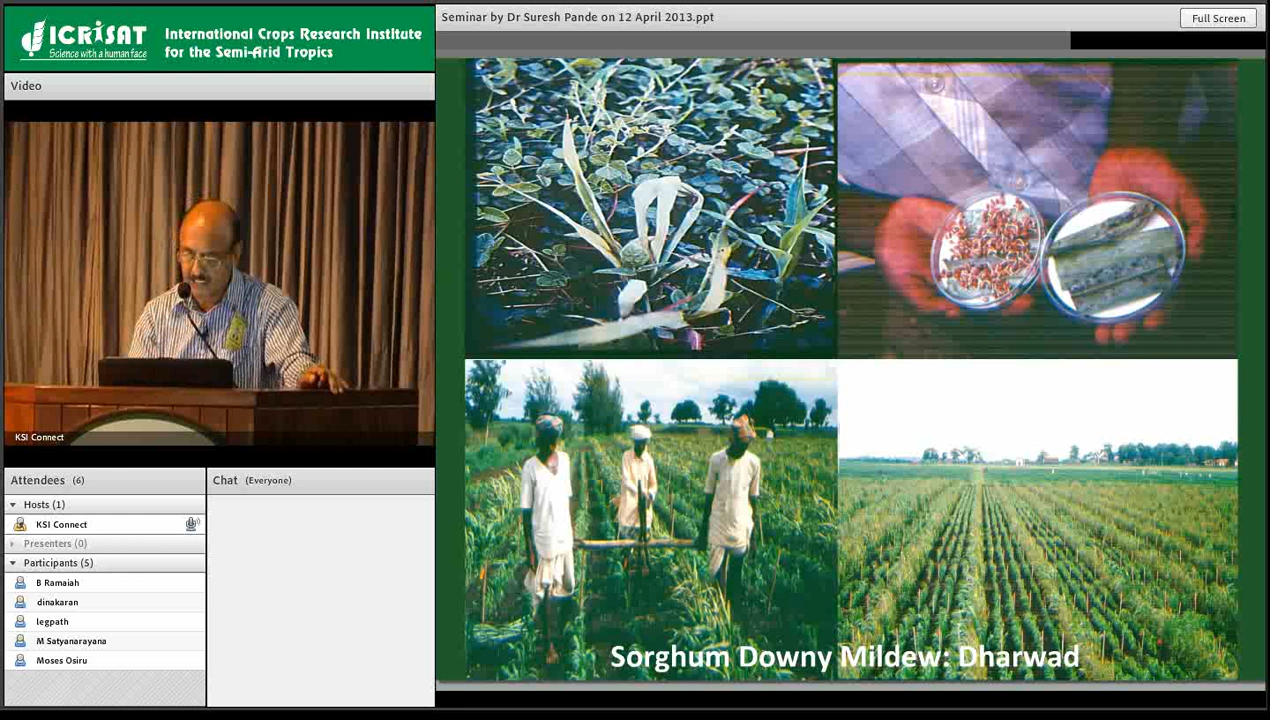 ICRISAT
Science with a human face
International Crops Research Institute
for the Semi-Arid Tropics
Seminar by Dr Suresh Pande on 12 April 2013.ppt
Full Screen
Video
KSI Connect
Attendees (6)
Hosts (1)
KSI Connect
Presenters (0)
Participants (5)
B Ramaiah
dinakaran
legpath
M Satyanarayana
Moses Osiru
Chat (Everyone)
Sorghum Downy Mildew: Dharwad